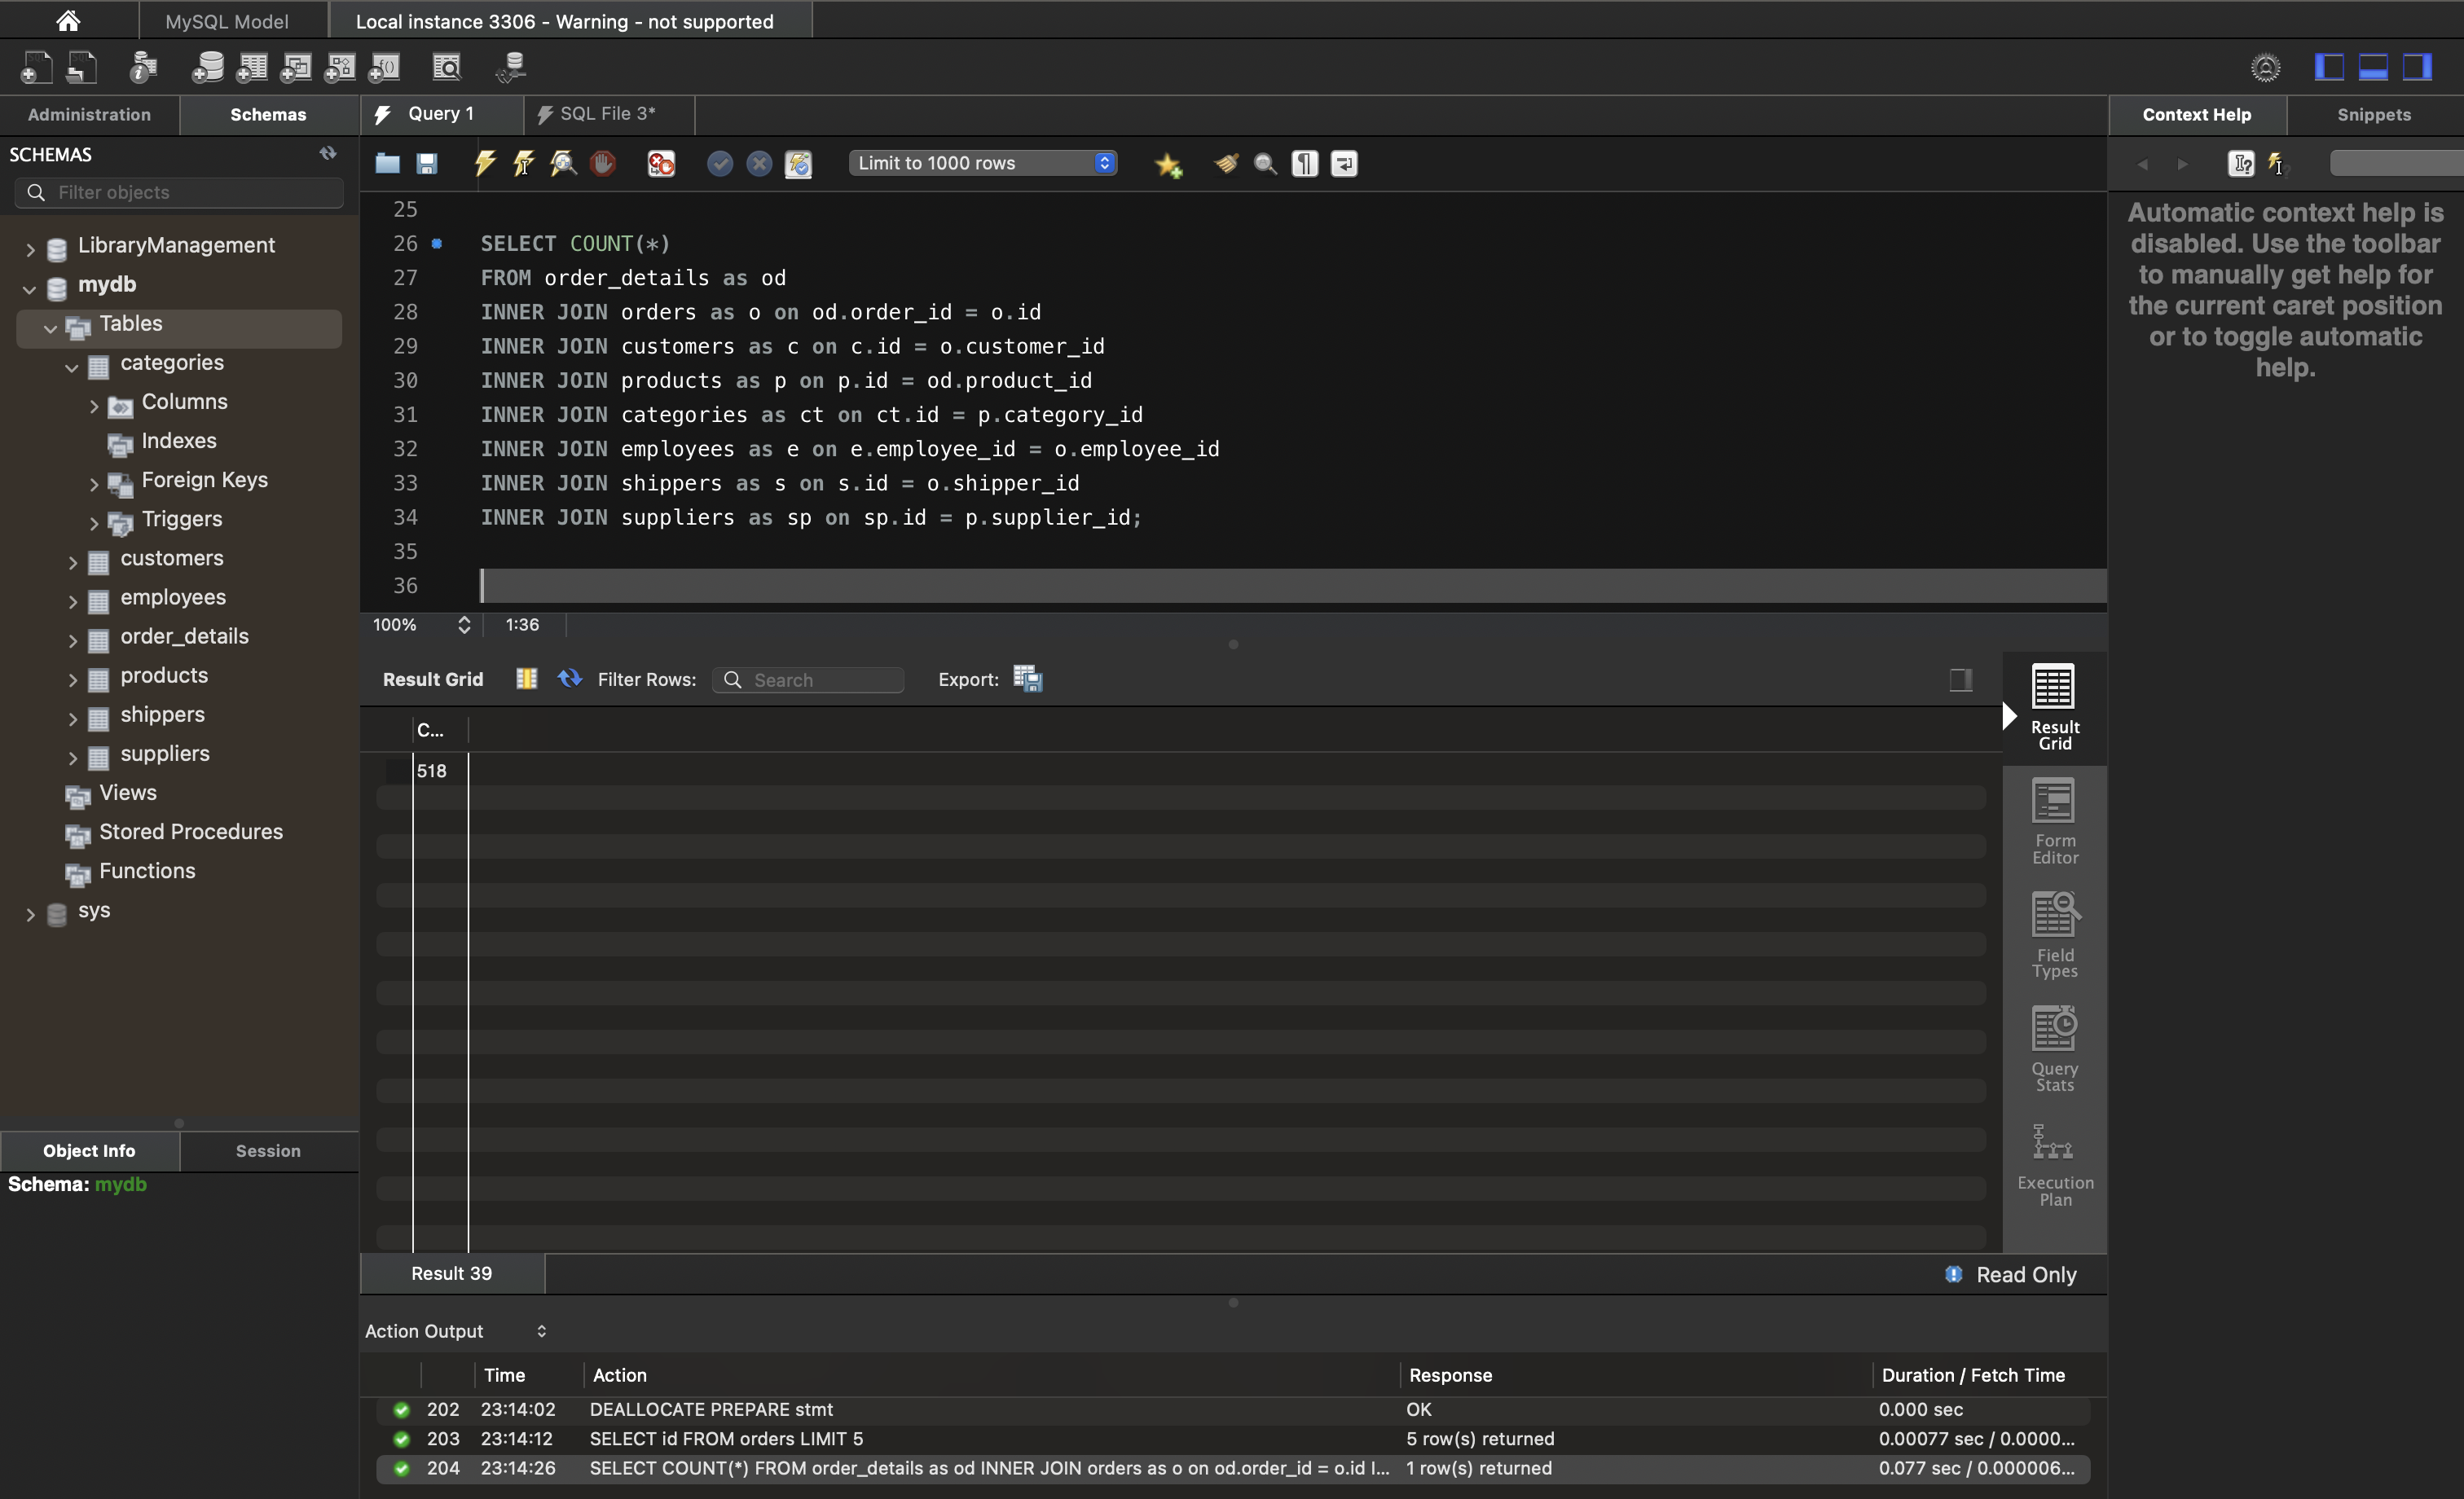 MySQL Model
Local instance 3306 - Warning - not supported
Administration
Schemas
Query 1
SQL File 3*
Context Help
Snippets
SCHEMAS
Limit to 1000 rows
Filter objects
LibraryManagement
mydb
Tables
categories
Columns
Indexes
Foreign Keys
Triggers
customers
employees
order_details
products
shippers
suppliers
Views
Stored Procedures
Functions
sys
Object Info
Session
Schema: mydb
25
26 SELECT COUNT(*)
27 FROM order_details as od
28 INNER JOIN orders as o on od.order_id = o.id
29 INNER JOIN customers as c on c.id = o.customer_id
30 INNER JOIN products as p on p.id = od.product_id
31 INNER JOIN categories as ct on ct.id = p.category_id
32 INNER JOIN employees as e on e.employee_id = o.employee_id
33 INNER JOIN shippers as s on s.id = o.shipper_id
34 INNER JOIN suppliers as sp on sp.id = p.supplier_id;
35
36
100% 1:36
Result Grid
Filter Rows:
Search
Export:
C...
518
Result
Grid
Form
Editor
Field
Types
Query
Stats
Execution
Plan
Result 39
Read Only
Action Output
Time Action Response Duration / Fetch Time
202 23:14:02 DEALLOCATE PREPARE stmt OK 0.000 sec
203 23:14:12 SELECT id FROM orders LIMIT 5 5 row(s) returned 0.00077 sec / 0.0000...
204 23:14:26 SELECT COUNT(*) FROM order_details as od INNER JOIN orders as o on od.order_id = o.id I... 1 row(s) returned 0.077 sec / 0.000006...
Automatic context help is
disabled. Use the toolbar
to manually get help for
the current caret position
or to toggle automatic
help.